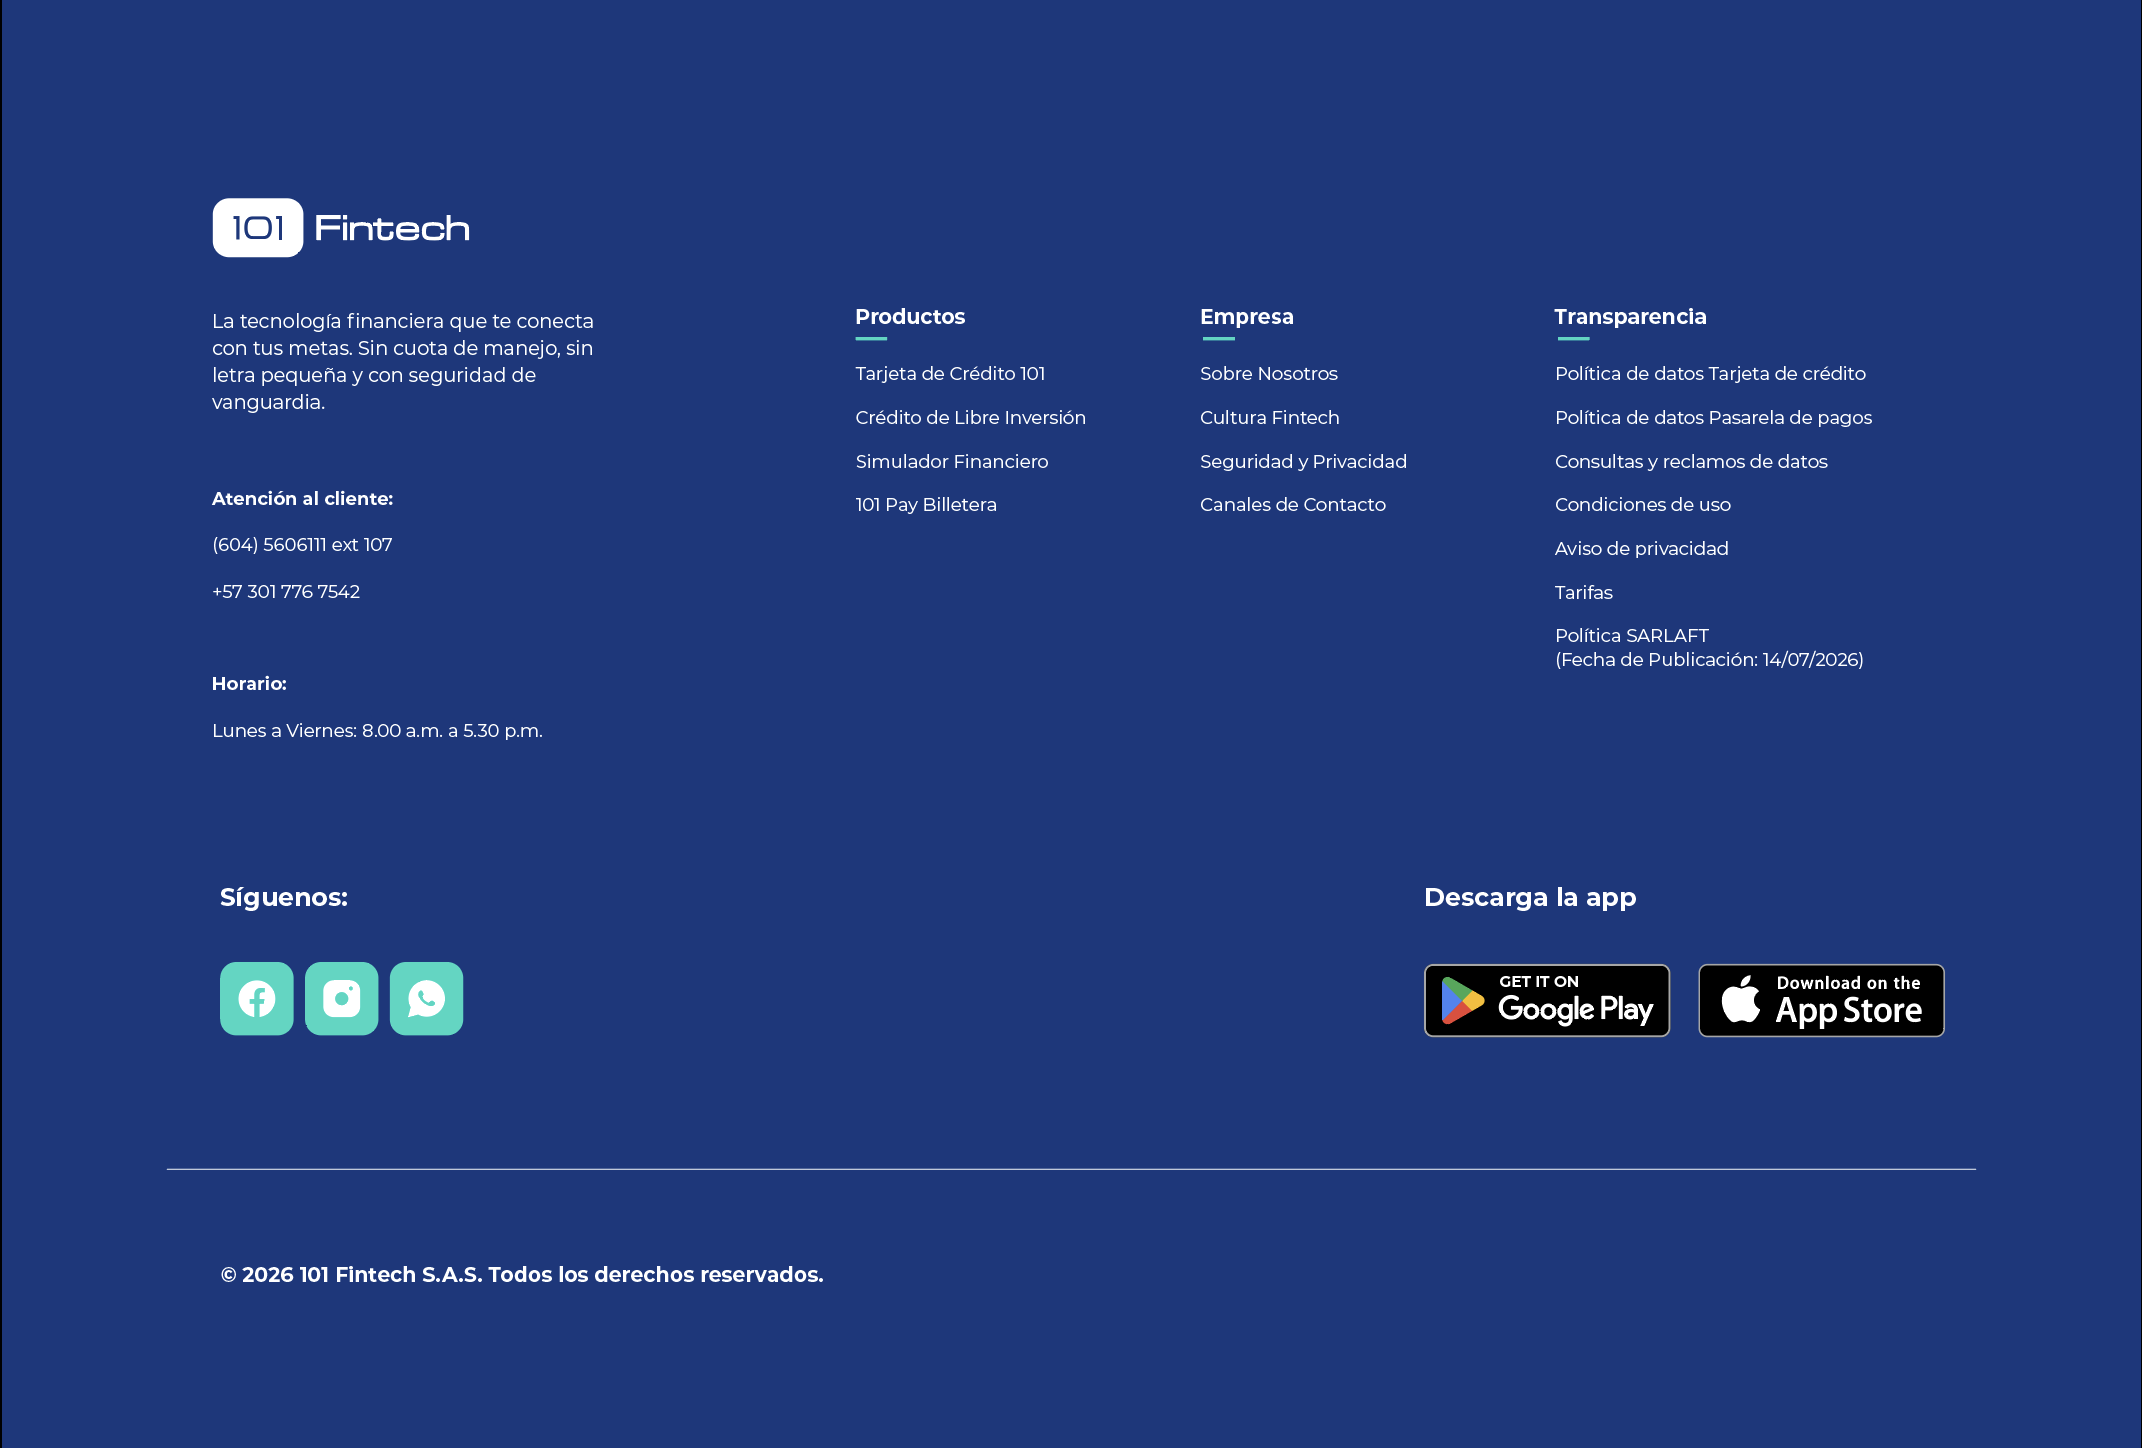 101 Fintech
La tecnología financiera que te conecta
con tus metas. Sin cuota de manejo, sin
letra pequeña y con seguridad de
vanguardia.
Atención al cliente:
(604) 5606111 ext 107
+57 301 776 7542
Horario:
Lunes a Viernes: 8.00 a.m. a 5.30 p.m.
Productos
Tarjeta de Crédito 101
Crédito de Libre Inversión
Simulador Financiero
101 Pay Billetera
Empresa
Sobre Nosotros
Cultura Fintech
Seguridad y Privacidad
Canales de Contacto
Transparencia
Política de datos Tarjeta de crédito
Política de datos Pasarela de pagos
Consultas y reclamos de datos
Condiciones de uso
Aviso de privacidad
Tarifas
Política SARLAFT
(Fecha de Publicación: 14/07/2026)
Síguenos:
Descarga la app
GET IT ON
Google Play
Download on the
App Store
© 2026 101 Fintech S.A.S. Todos los derechos reservados.